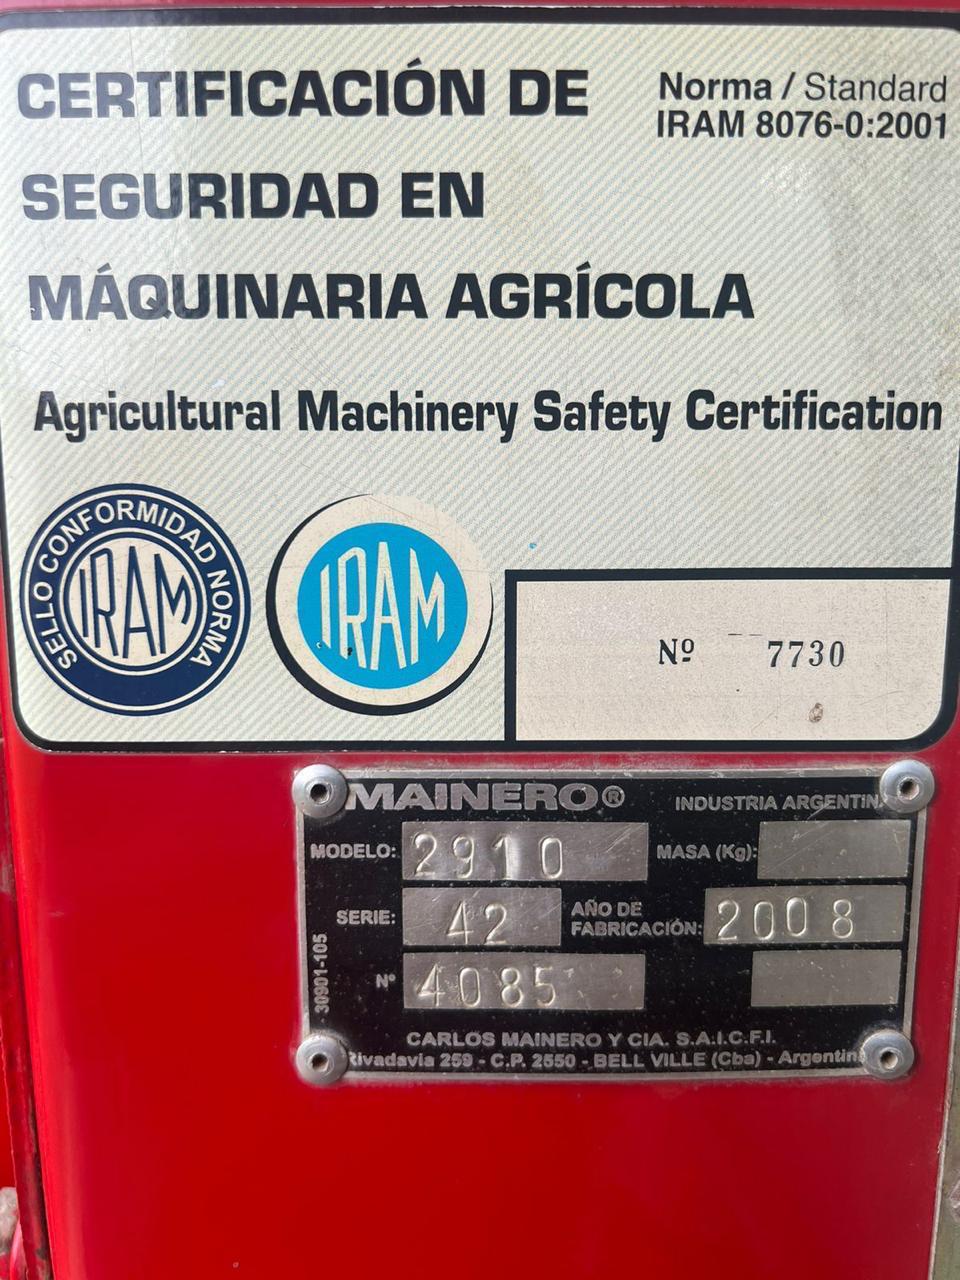 CERTIFICACIÓN DE
Norma / Standard
IRAM 8076-0:2001
SEGURIDAD EN
MÁQUINARIA AGRÍCOLA
Agricultural Machinery Safety Certification
SELLO CONFORMIDAD NORMA
IRAM
IRAM
Nº 7730
MAINERO®
INDUSTRIA ARGENTIN
MODELO: 2910
MASA (Kg):
SERIE: 42
AÑO DE
FABRICACIÓN: 2008
Nº 4085
30901-105
CARLOS MAINERO Y CIA. S.A.I.C.F.I.
Rivadavia 259 - C.P. 2550 - BELL VILLE (Cba) - Argentin